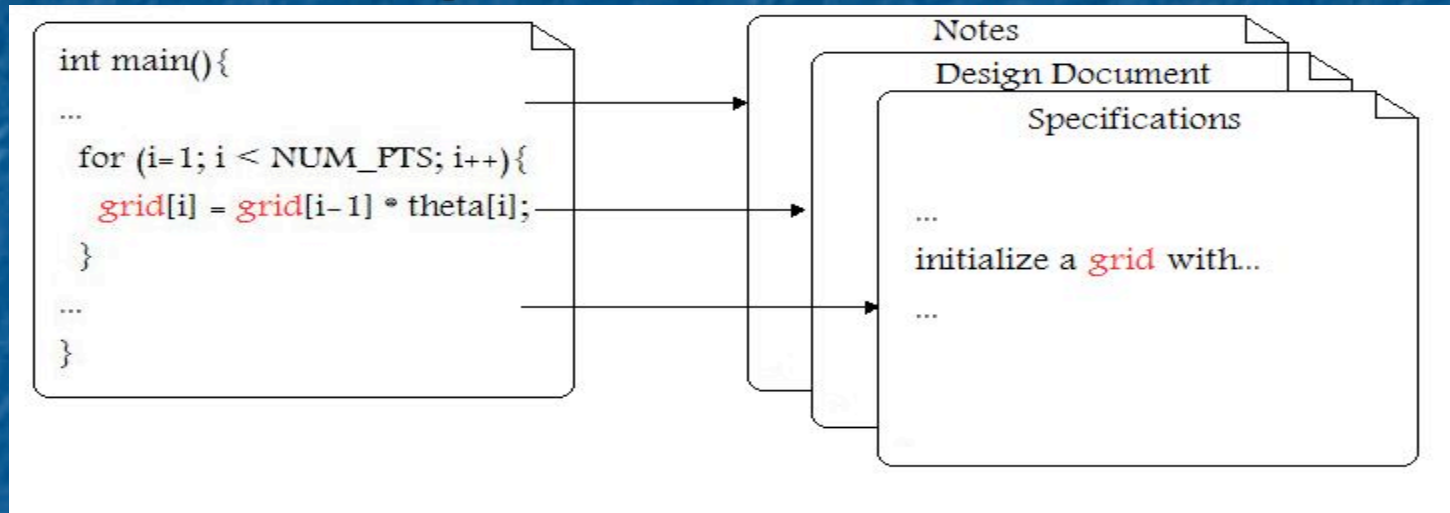 int main(){
...
for (i=1; i < NUM_PTS; i++){
grid[i] = grid[i-1] * theta[i];
}
...
}
Notes
Design Document
Specifications
...
initialize a grid with...
...